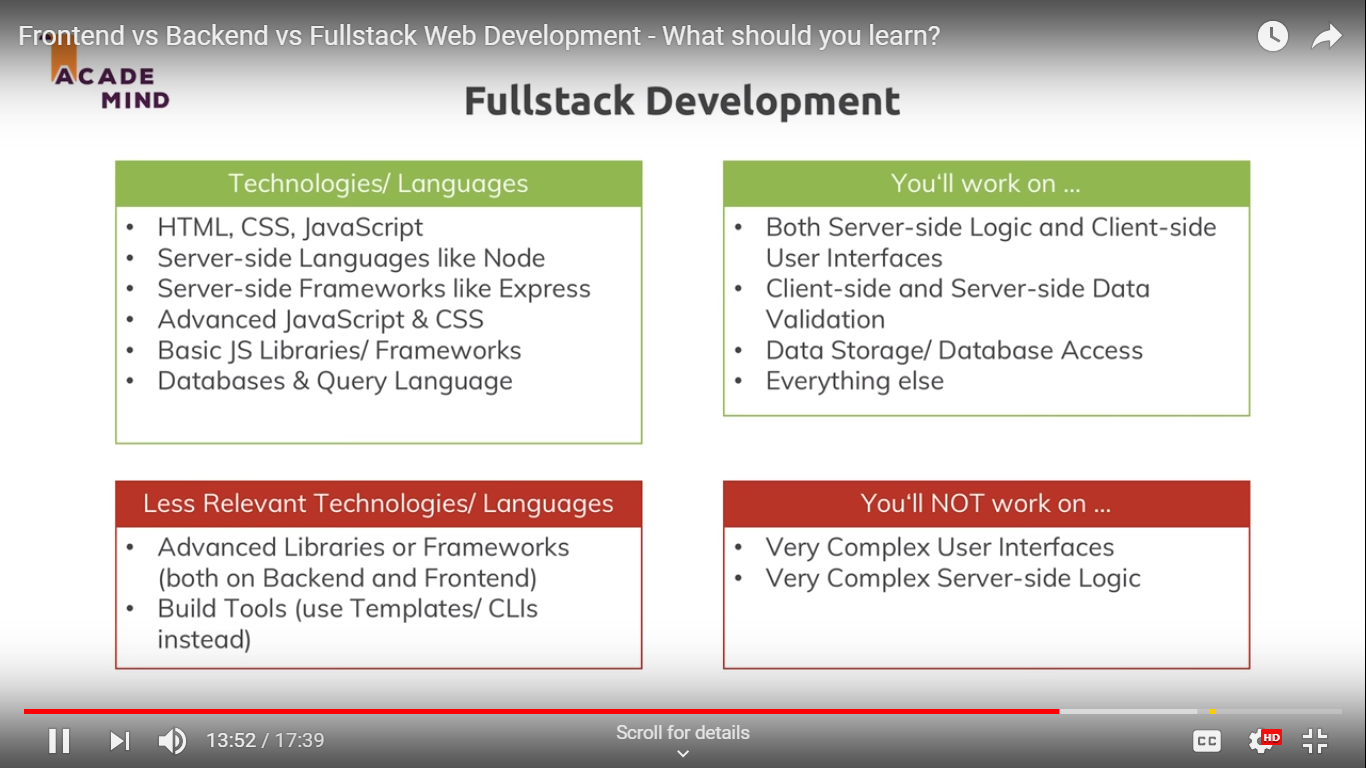 Frontend vs Backend vs Fullstack Web Development - What should you learn?
ACADE
MIND
Fullstack Development
Technologies/ Languages
• HTML, CSS, JavaScript
• Server-side Languages like Node
• Server-side Frameworks like Express
• Advanced JavaScript & CSS
• Basic JS Libraries/ Frameworks
• Databases & Query Language
You‘ll work on ...
• Both Server-side Logic and Client-side
User Interfaces
• Client-side and Server-side Data
Validation
• Data Storage/ Database Access
• Everything else
Less Relevant Technologies/ Languages
• Advanced Libraries or Frameworks
(both on Backend and Frontend)
• Build Tools (use Templates/ CLIs
instead)
You‘ll NOT work on ...
• Very Complex User Interfaces
• Very Complex Server-side Logic
13:52 / 17:39
Scroll for details
CC
HD